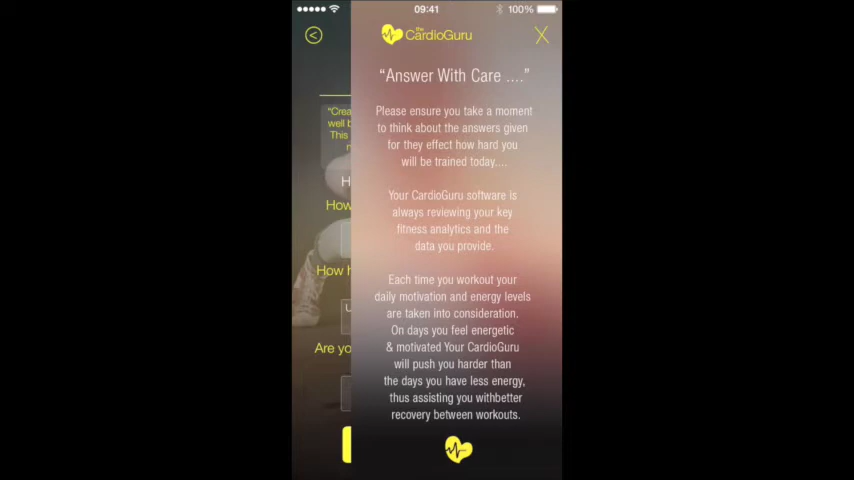 09:41
100%
<
the
CardioGuru
X
“Answer With Care ....”
Please ensure you take a moment
to think about the answers given
for they effect how hard you
will be trained today....
Your CardioGuru software is
always reviewing your key
fitness analytics and the
data you provide.
Each time you workout your
daily motivation and energy levels
are taken into consideration.
On days you feel energetic
& motivated Your CardioGuru
will push you harder than
the days you have less energy,
thus assisting you withbetter
recovery between workouts.
“Crea
well b
This
H
How
How h
U
Are yo